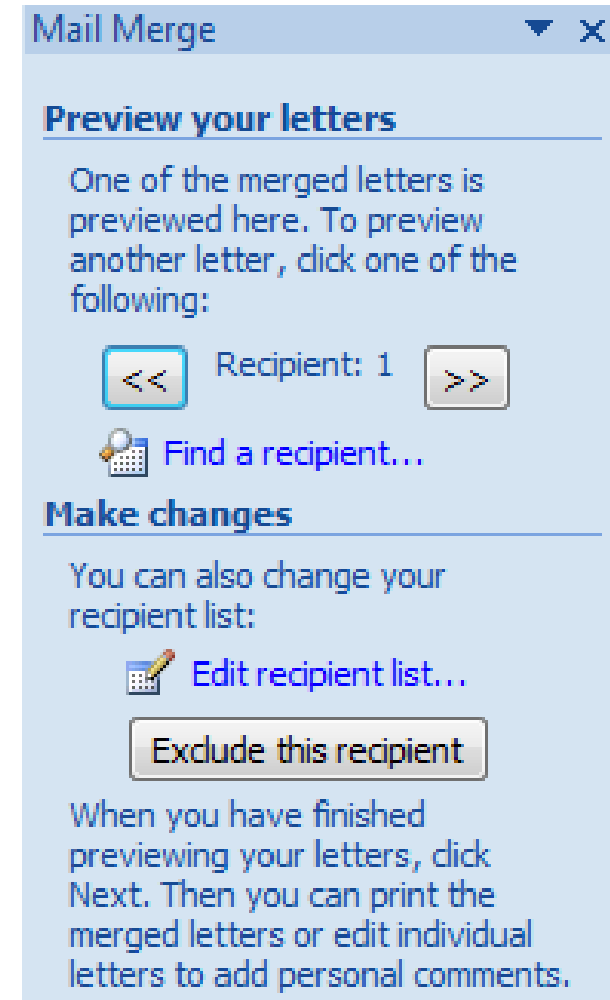 Mail Merge
Preview your letters
One of the merged letters is
previewed here. To preview
another letter, click one of the
following:
<< Recipient: 1 >>
Find a recipient...
Make changes
You can also change your
recipient list:
Edit recipient list...
Exclude this recipient
When you have finished
previewing your letters, click
Next. Then you can print the
merged letters or edit individual
letters to add personal comments.